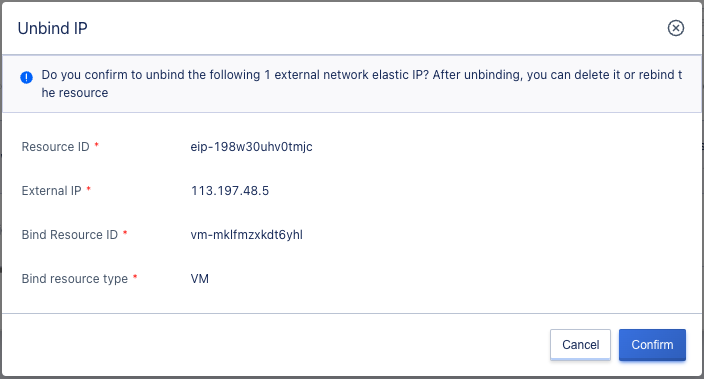 Unbind IP
Do you confirm to unbind the following 1 external network elastic IP? After unbinding, you can delete it or rebind t
he resource
Resource ID *
eip-198w30uhv0tmjc
External IP *
113.197.48.5
Bind Resource ID *
vm-mklfmzxkdt6yhl
Bind resource type *
VM
Cancel
Confirm